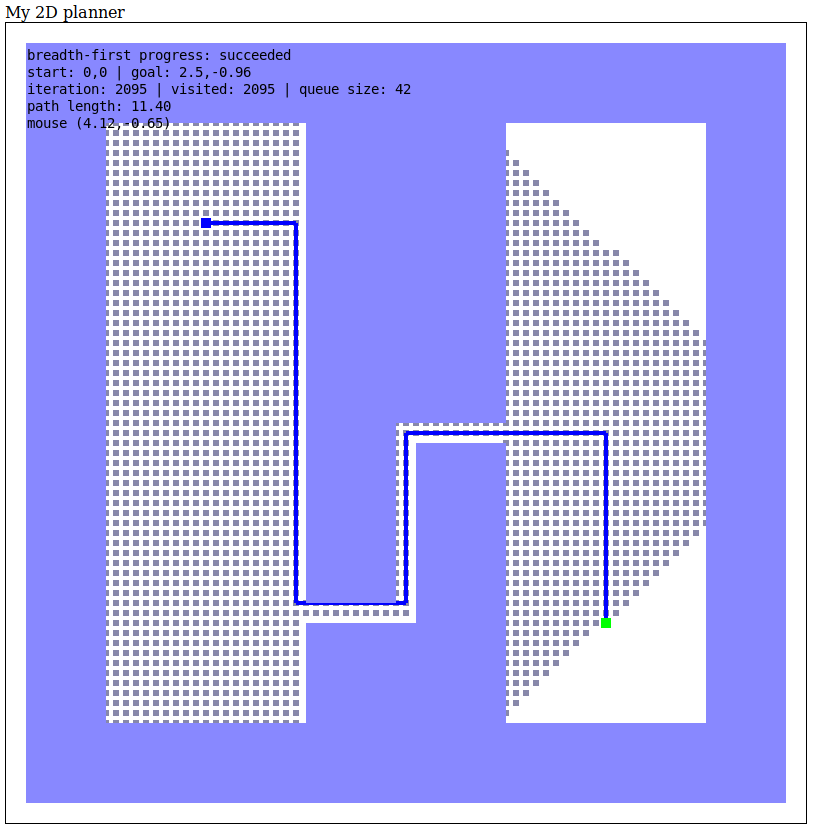 My 2D planner
breadth-first progress: succeeded
start: 0,0 | goal: 2.5,-0.96
iteration: 2095 | visited: 2095 | queue size: 42
path length: 11.40
mouse (4.12,-0.65)